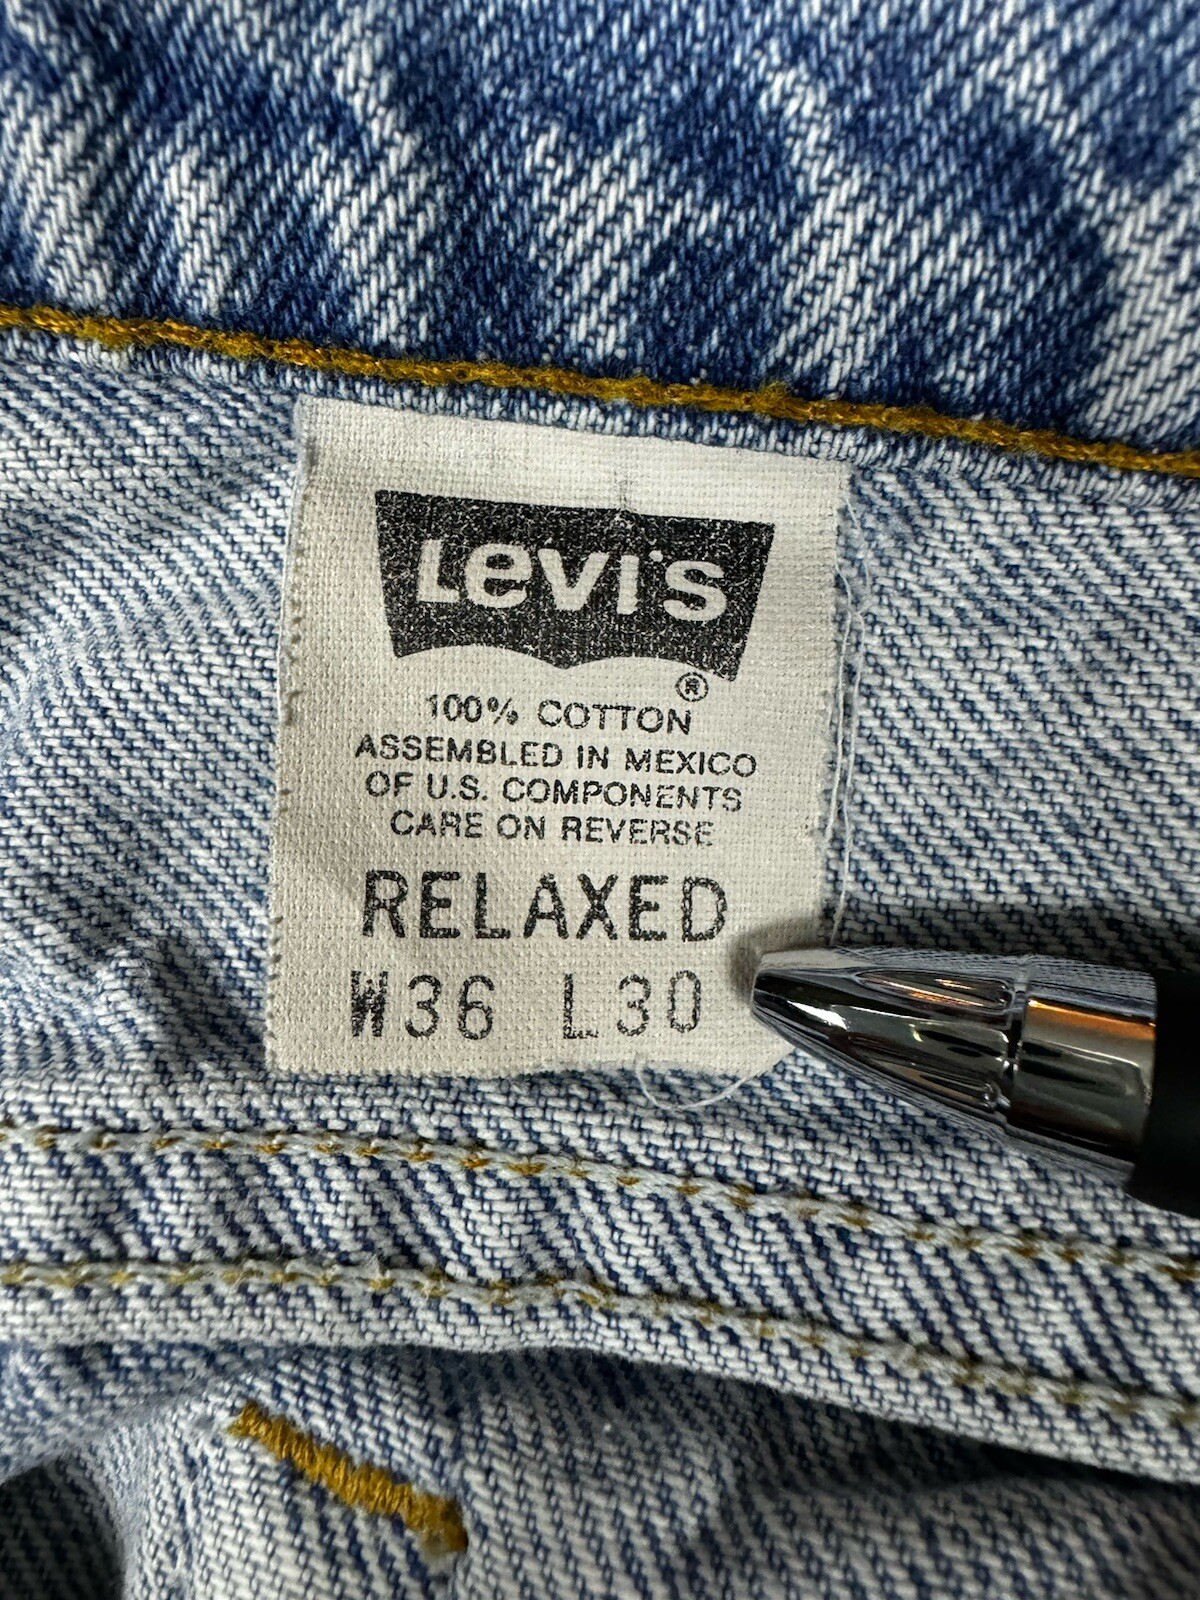 Levi's
®
100% COTTON
ASSEMBLED IN MEXICO
OF U.S. COMPONENTS
CARE ON REVERSE
RELAXED
W36 L30